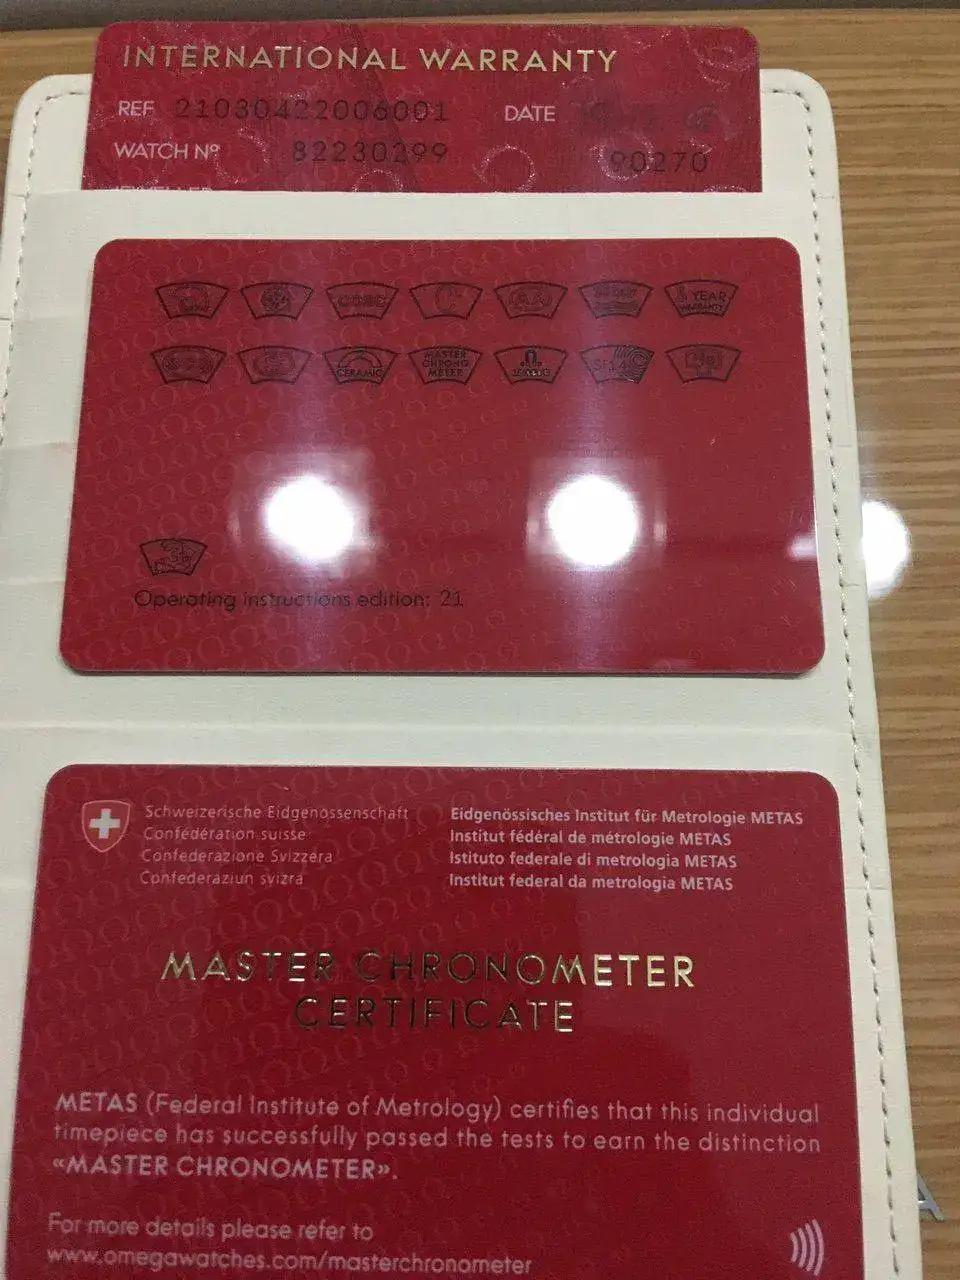 INTERNATIONAL WARRANTY
REF 21030422006001 DATE
WATCH Nº 82230299 90270
COSC
5 YEAR
WARRANTY
CERAMIC
MASTER
CHRONO
METER
Si14
Operating instructions edition: 21
Schweizerische Eidgenossenschaft
Confédération suisse
Confederazione Svizzera
Confederaziun svizra
Eidgenössisches Institut für Metrologie METAS
Institut fédéral de métrologie METAS
Istituto federale di metrologia METAS
Institut federal da metrologia METAS
MASTER CHRONOMETER
CERTIFICATE
METAS (Federal Institute of Metrology) certifies that this individual
timepiece has successfully passed the tests to earn the distinction
«MASTER CHRONOMETER».
For more details please refer to
www.omegawatches.com/masterchronometer